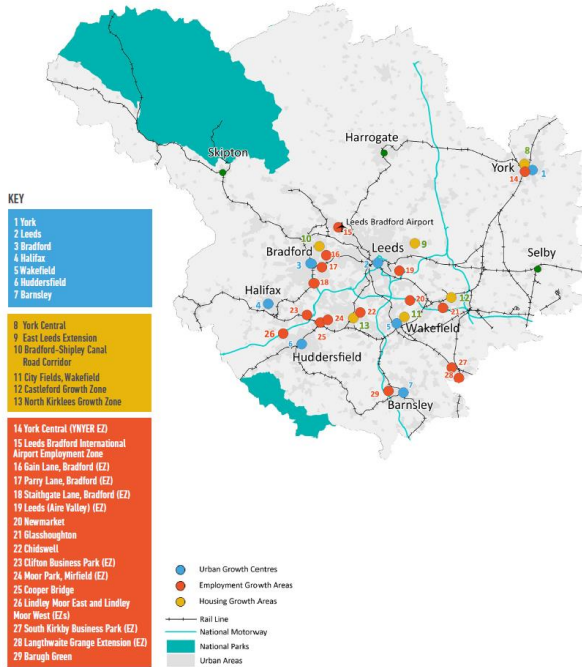 Skipton
Harrogate
York
8
14
1
Leeds Bradford Airport
15
10
Bradford
16
3
17
18
Leeds
2
9
19
Selby
Halifax
4
20
12
21
23
24
22
25
13
11
5
Wakefield
26
6
Huddersfield
27
28
29
7
Barnsley
KEY
1 York
2 Leeds
3 Bradford
4 Halifax
5 Wakefield
6 Huddersfield
7 Barnsley
8 York Central
9 East Leeds Extension
10 Bradford-Shipley Canal
Road Corridor
11 City Fields, Wakefield
12 Castleford Growth Zone
13 North Kirklees Growth Zone
14 York Central (YNYER EZ)
15 Leeds Bradford International
Airport Employment Zone
16 Gain Lane, Bradford (EZ)
17 Parry Lane, Bradford (EZ)
18 Staithgate Lane, Bradford (EZ)
19 Leeds (Aire Valley) (EZ)
20 Newmarket
21 Glasshoughton
22 Chidswell
23 Clifton Business Park (EZ)
24 Moor Park, Mirfield (EZ)
25 Cooper Bridge
26 Lindley Moor East and Lindley
Moor West (EZs)
27 South Kirkby Business Park (EZ)
28 Langthwaite Grange Extension (EZ)
29 Barugh Green
Urban Growth Centres
Employment Growth Areas
Housing Growth Areas
Rail Line
National Motorway
National Parks
Urban Areas